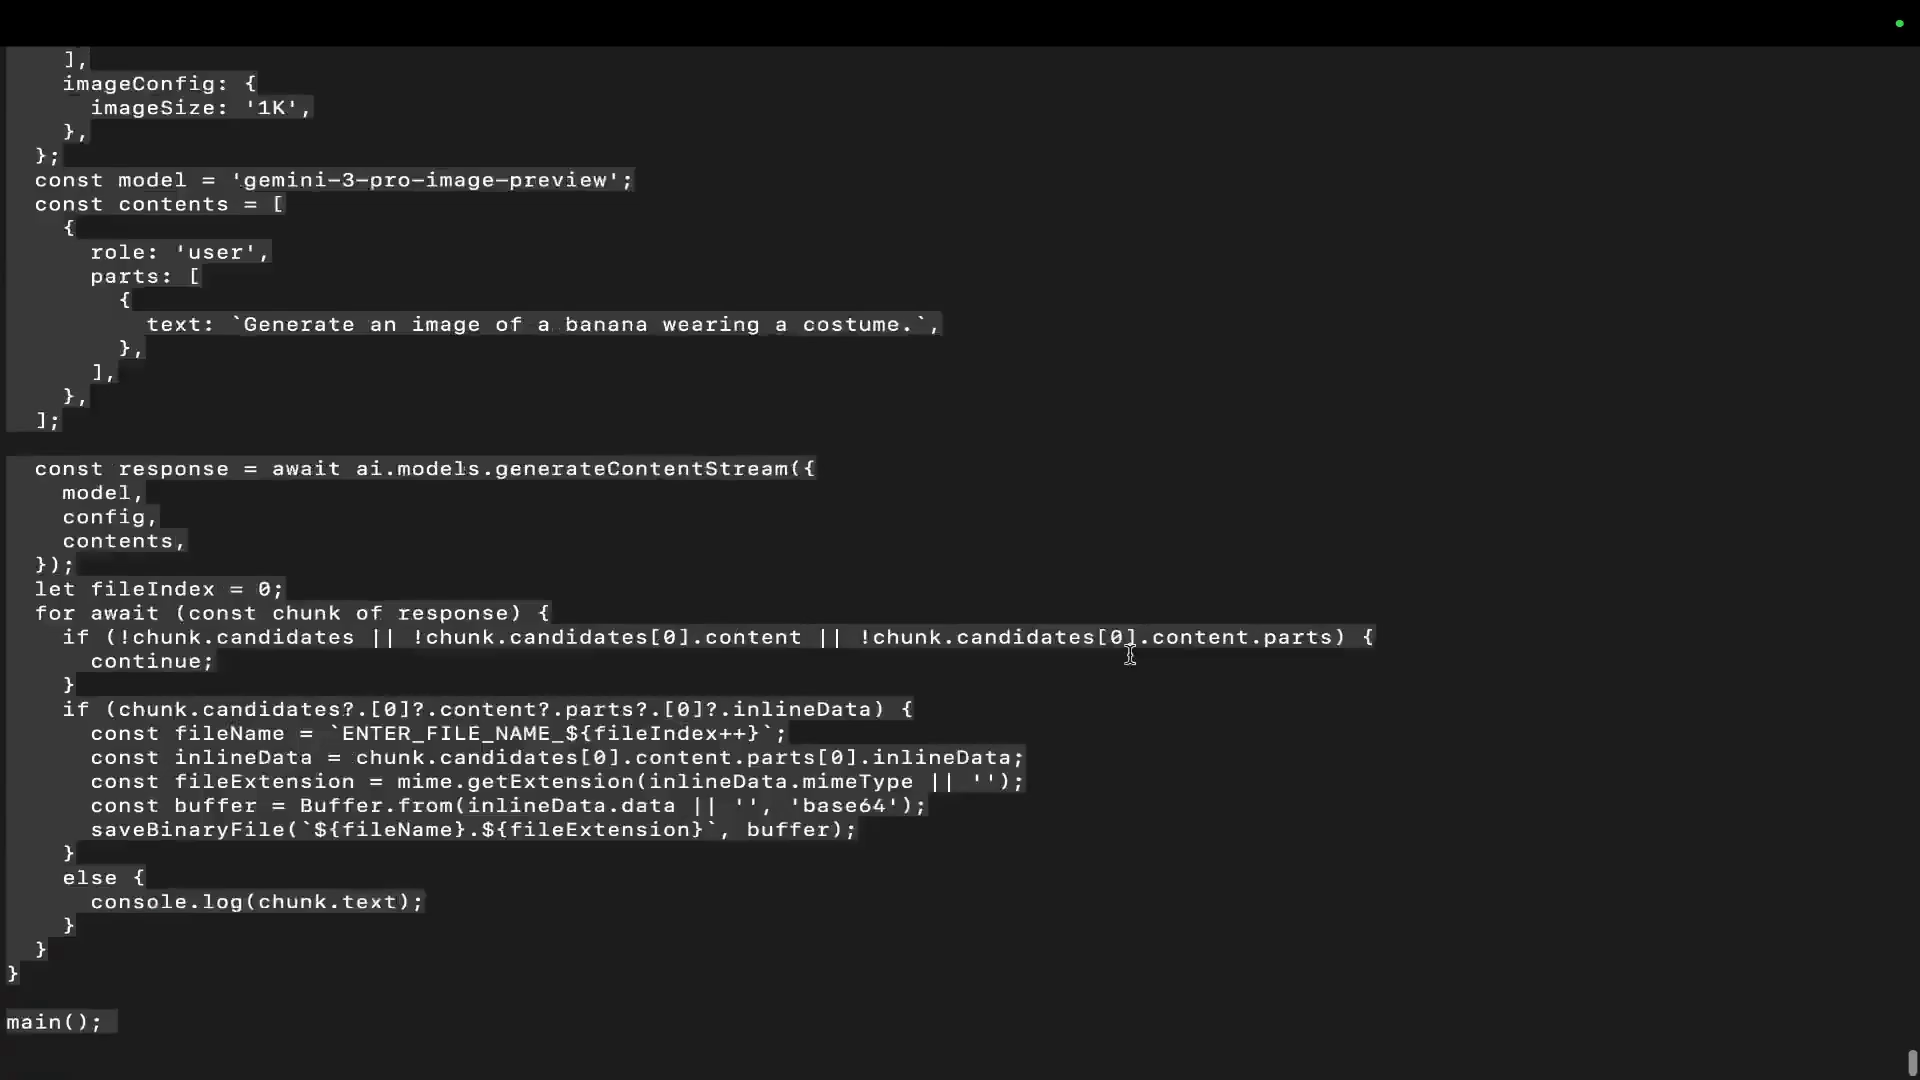 ],
    imageConfig: {
      imageSize: '1K',
    },
  };
  const model = 'gemini-3-pro-image-preview';
  const contents = [
    {
      role: 'user',
      parts: [
        {
          text: `Generate an image of a banana wearing a costume.`,
        },
      ],
    },
  ];

  const response = await ai.models.generateContentStream({
    model,
    config,
    contents,
  });
  let fileIndex = 0;
  for await (const chunk of response) {
    if (!chunk.candidates || !chunk.candidates[0].content || !chunk.candidates[0].content.parts) {
      continue;
    }
    if (chunk.candidates?.[0]?.content?.parts?.[0]?.inlineData) {
      const fileName = `ENTER_FILE_NAME_${fileIndex++}`;
      const inlineData = chunk.candidates[0].content.parts[0].inlineData;
      const fileExtension = mime.getExtension(inlineData.mimeType || '');
      const buffer = Buffer.from(inlineData.data || '', 'base64');
      saveBinaryFile(`${fileName}.${fileExtension}`, buffer);
    }
    else {
      console.log(chunk.text);
    }
  }
}

main();